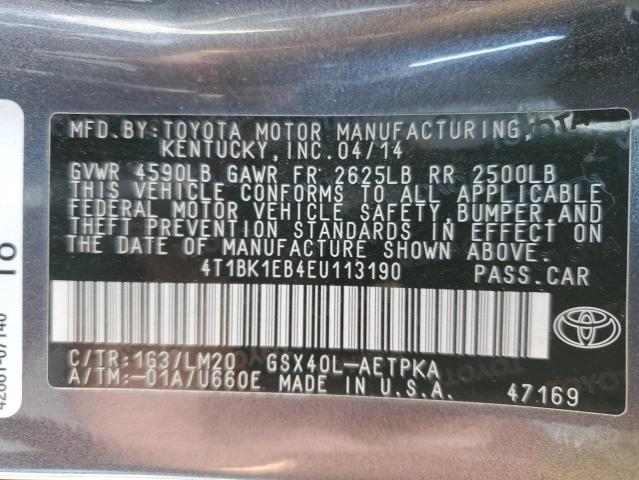 MFD.BY:TOYOTA MOTOR MANUFACTURING,
KENTUCKY,INC.04/14
GVWR 4590LB GAWR FR 2625LB RR 2500LB
THIS VEHICLE CONFORMS TO ALL APPLICABLE
FEDERAL MOTOR VEHICLE SAFETY,BUMPER,AND
THEFT PREVENTION STANDARDS IN EFFECT ON
THE DATE OF MANUFACTURE SHOWN ABOVE.
4T1BK1EB4EU113190 PASS.CAR
C/TR:1G3/LM20 GSX40L-AETPKA
A/TM:-01A/U660E MADE IN U.S.A. 47169